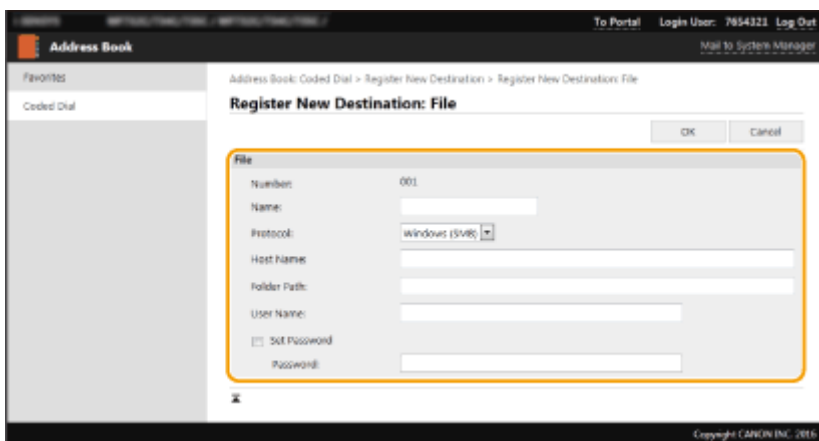 To Portal Login User: 7654321 Log Out
Address Book Mail to System Manager
Favorites
Coded Dial
Address Book: Coded Dial > Register New Destination > Register New Destination: File
Register New Destination: File
OK Cancel
File
Number: 001
Name:
Protocol: Windows (SMB)
Host Name:
Folder Path:
User Name:
Set Password
Password:
Copyright CANON INC. 2016